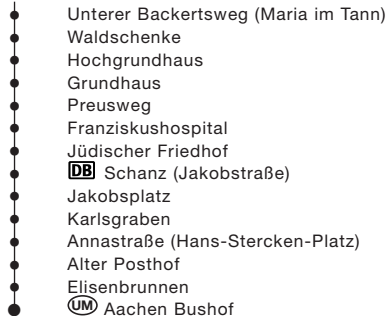 Unterer Backertsweg (Maria im Tann)
Waldschenke
Hochgrundhaus
Grundhaus
Preusweg
Franziskushospital
Jüdischer Friedhof
DB Schanz (Jakobstraße)
Jakobsplatz
Karlsgraben
Annastraße (Hans-Stercken-Platz)
Alter Posthof
Elisenbrunnen
UM Aachen Bushof